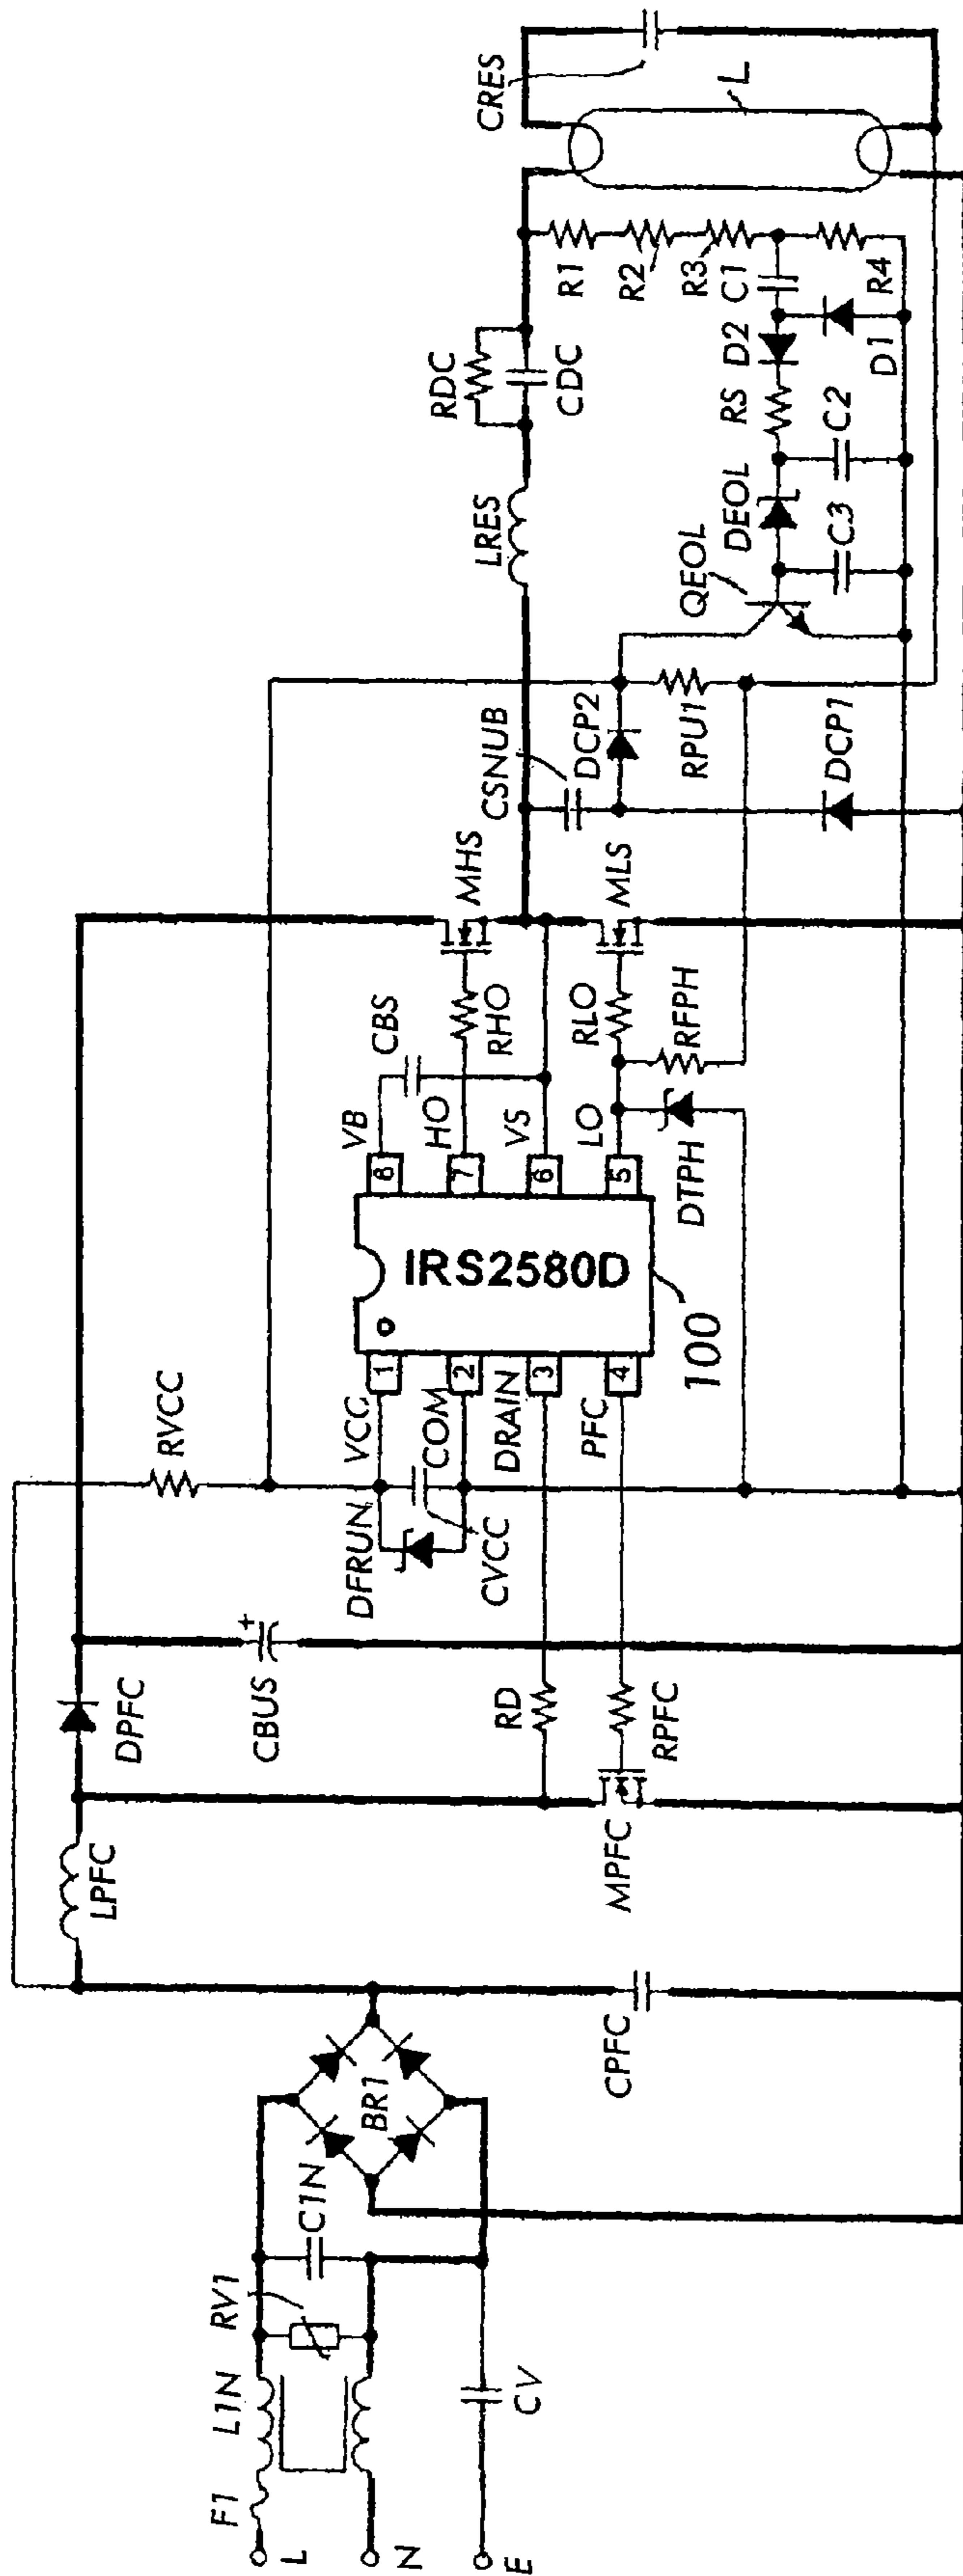 F1
L1N
RV1
C1N
L
N
E
CV
BR1
CPFC
LPFC
DPFC
CBUS
+
RD
RPFC
MPFC
RVCC
DFRUN
CVCC
VCC
COM
DRAIN
PFC
1
2
3
4
IRS2580D
100
8
7
6
5
VB
HO
VS
LO
CBS
RHO
RLO
RFPH
DTPH
MHS
MLS
CSNUB
DCP2
RPU1
DCP1
LRES
RDC
CDC
QEOL
DEOL
C3
RS
C2
D2
D1
C1
R1
R2
R3
R4
CRES
L